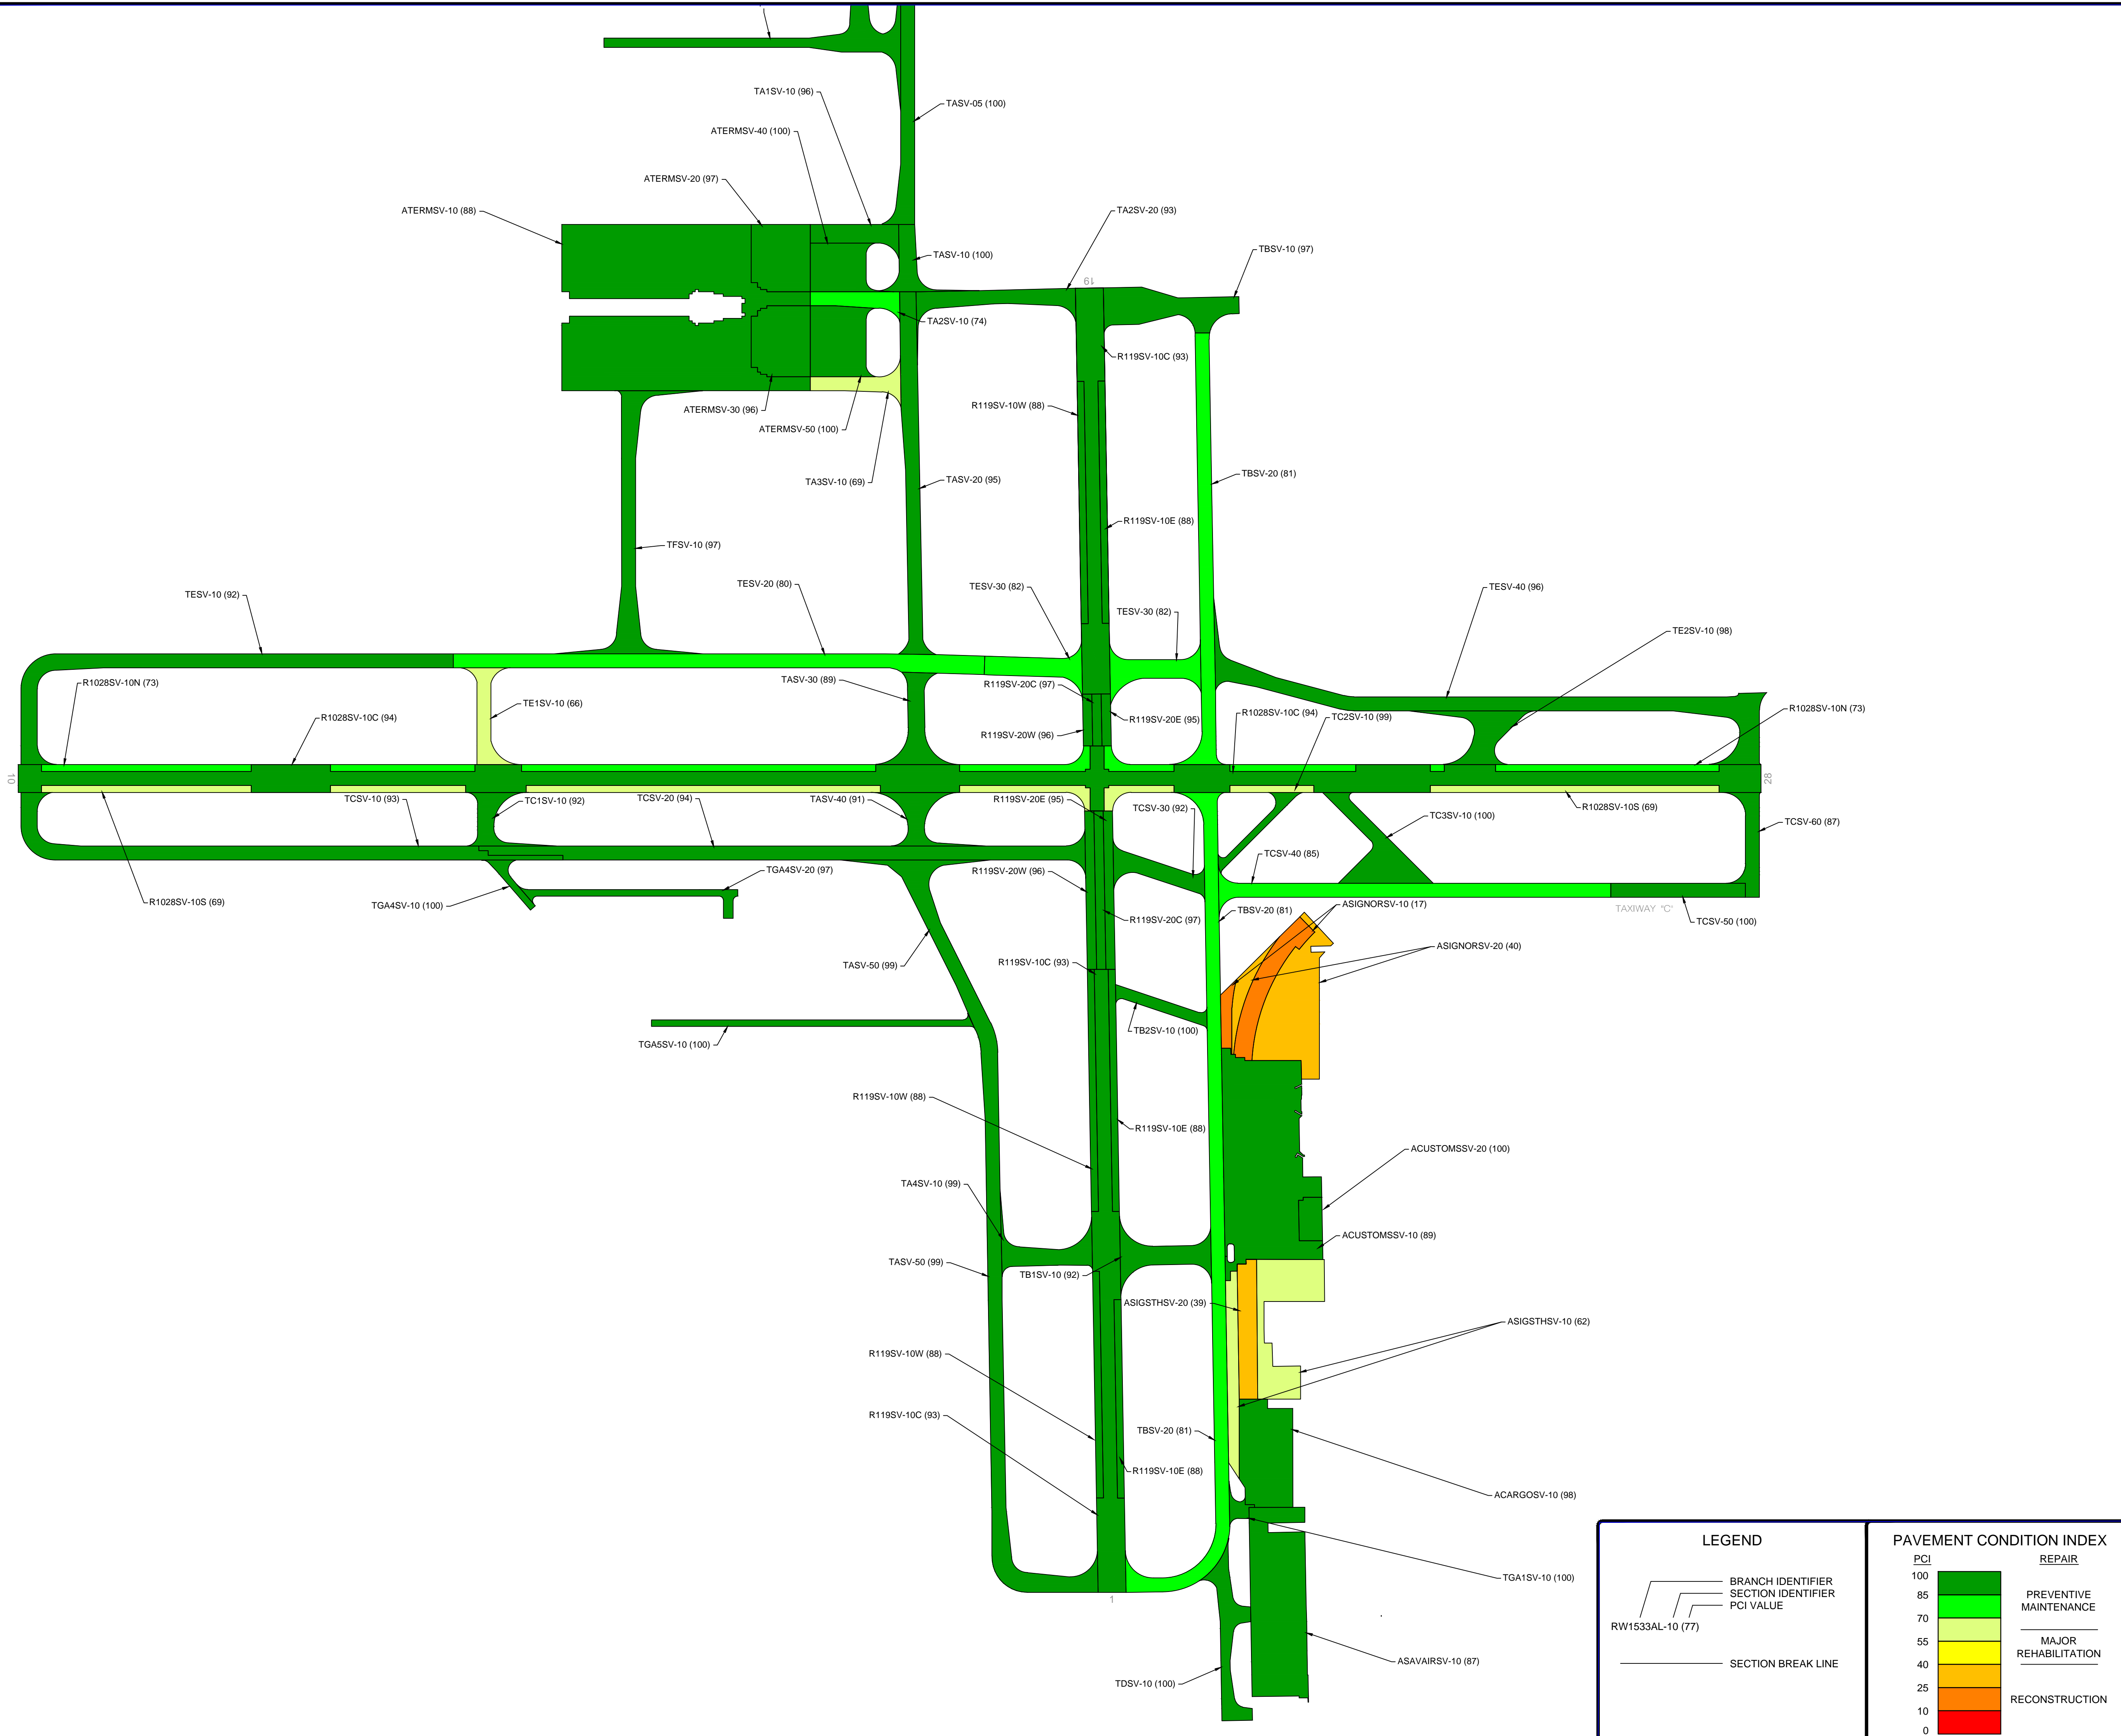 TA1SV-10 (96)
TASV-05 (100)
ATERMSV-40 (100)
ATERMSV-20 (97)
ATERMSV-10 (88)
TA2SV-20 (93)
TBSV-10 (97)
TASV-10 (100)
19
TA2SV-10 (74)
R119SV-10C (93)
R119SV-10W (88)
ATERMSV-30 (96)
ATERMSV-50 (100)
TA3SV-10 (69)
TASV-20 (95)
TBSV-20 (81)
R119SV-10E (88)
TFSV-10 (97)
TESV-10 (92)
TESV-20 (80)
TESV-30 (82)
TESV-30 (82)
TESV-40 (96)
TE2SV-10 (98)
R1028SV-10N (73)
TASV-30 (89)
R119SV-20C (97)
TE1SV-10 (66)
R1028SV-10C (94)
R119SV-20E (95)
R119SV-20W (96)
R1028SV-10C (94)
TC2SV-10 (99)
R1028SV-10N (73)
10
28
TCSV-10 (93)
TC1SV-10 (92)
TCSV-20 (94)
TASV-40 (91)
R119SV-20E (95)
TCSV-30 (92)
R1028SV-10S (69)
TC3SV-10 (100)
TCSV-60 (87)
TCSV-40 (85)
R1028SV-10S (69)
TGA4SV-10 (100)
TGA4SV-20 (97)
R119SV-20W (96)
R119SV-20C (97)
TBSV-20 (81)
ASIGNORSV-10 (17)
TAXIWAY "C"
TCSV-50 (100)
ASIGNORSV-20 (40)
TASV-50 (99)
R119SV-10C (93)
TB2SV-10 (100)
TGA5SV-10 (100)
R119SV-10W (88)
R119SV-10E (88)
ACUSTOMSSV-20 (100)
TA4SV-10 (99)
ACUSTOMSSV-10 (89)
TASV-50 (99)
TB1SV-10 (92)
ASIGSTHSV-20 (39)
ASIGSTHSV-10 (62)
R119SV-10W (88)
R119SV-10C (93)
TBSV-20 (81)
R119SV-10E (88)
ACARGOSV-10 (98)
TGA1SV-10 (100)
1
ASAVAIRSV-10 (87)
TDSV-10 (100)
LEGEND
BRANCH IDENTIFIER
SECTION IDENTIFIER
PCI VALUE
RW1533AL-10 (77)
SECTION BREAK LINE
PAVEMENT CONDITION INDEX
PCI
REPAIR
100
85
70
55
40
25
10
0
PREVENTIVE
MAINTENANCE
MAJOR
REHABILITATION
RECONSTRUCTION